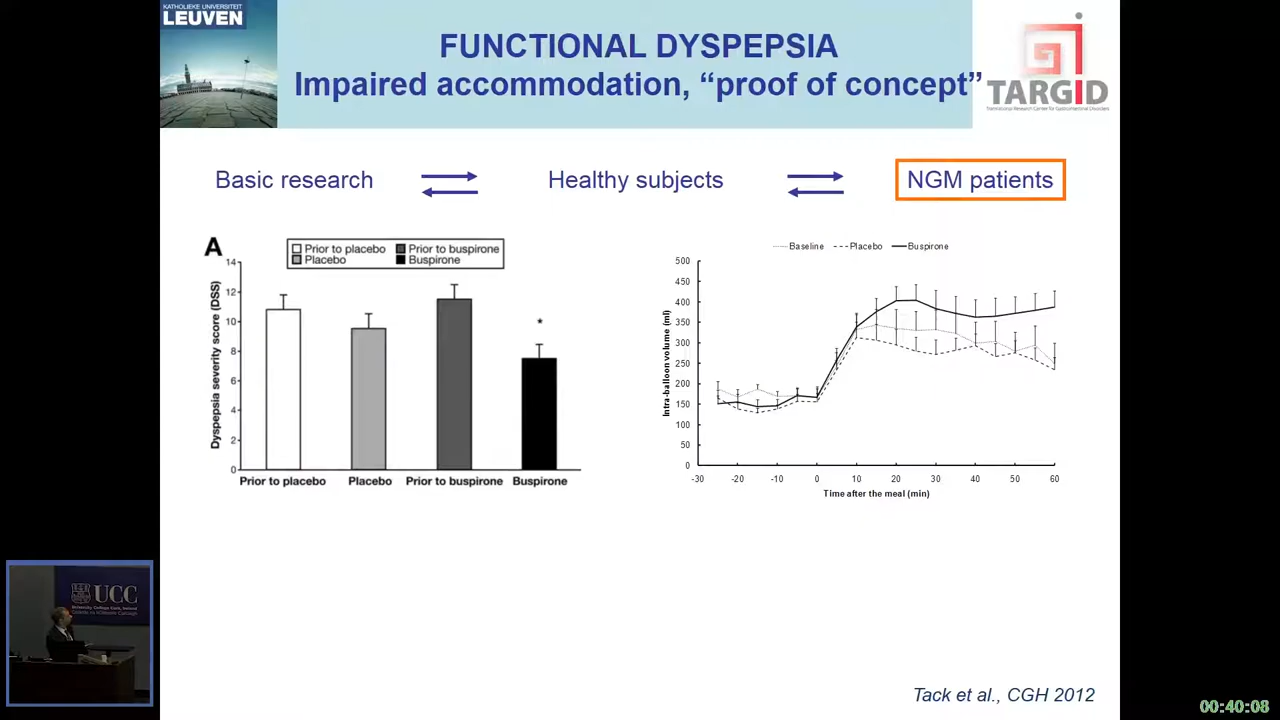 KATHOLIEKE UNIVERSITEIT
LEUVEN
FUNCTIONAL DYSPEPSIA
Impaired accommodation, “proof of concept”
TARGID
Translational Research Center for Gastrointestinal Disorders
Basic research
Healthy subjects
NGM patients
A
Prior to placebo
Prior to buspirone
Placebo
Buspirone
Dyspepsia severity score (DSS)
14
12
10
8
6
4
2
0
Prior to placebo
Placebo
Prior to buspirone
Buspirone
Baseline
Placebo
Buspirone
Intra-balloon volume (ml)
500
450
400
350
300
250
200
150
100
50
0
-30
-20
-10
0
10
20
30
40
50
60
Time after the meal (min)
UCC
University College Cork, Ireland
Tack et al., CGH 2012
00:40:08